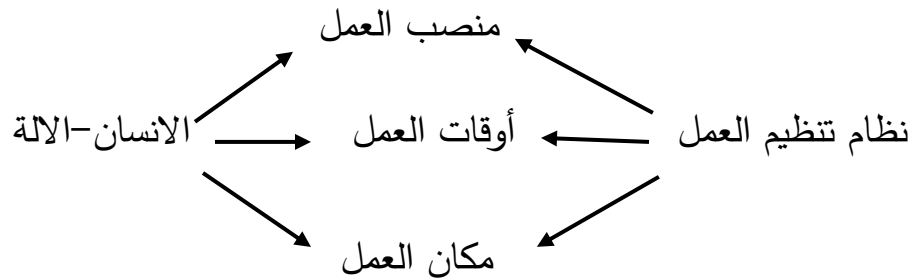 منصب العمل
نظام تنظيم العمل
أوقات العمل
الانسان-الالة
مكان العمل